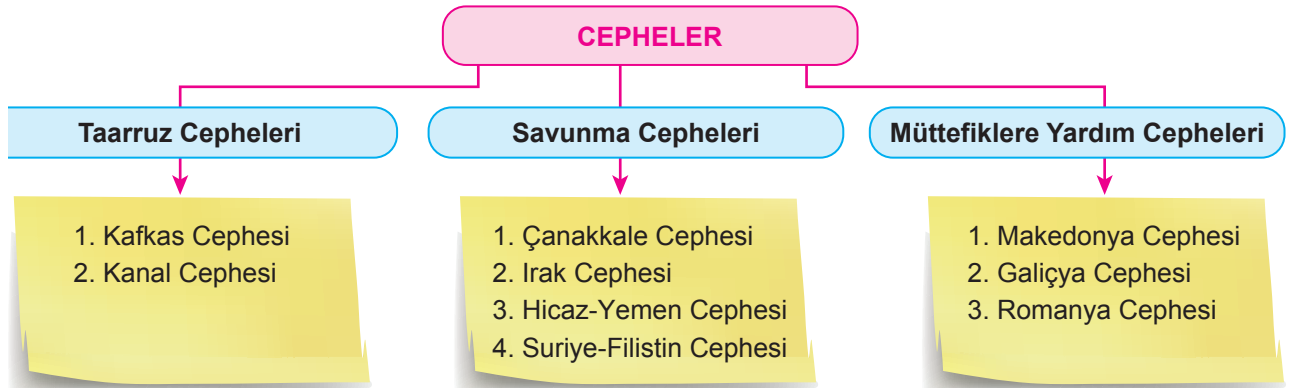 CEPHELER
Taarruz Cepheleri
1. Kafkas Cephesi
2. Kanal Cephesi
Savunma Cepheleri
1. Çanakkale Cephesi
2. Irak Cephesi
3. Hicaz-Yemen Cephesi
4. Suriye-Filistin Cephesi
Müttefiklere Yardım Cepheleri
1. Makedonya Cephesi
2. Galiçya Cephesi
3. Romanya Cephesi